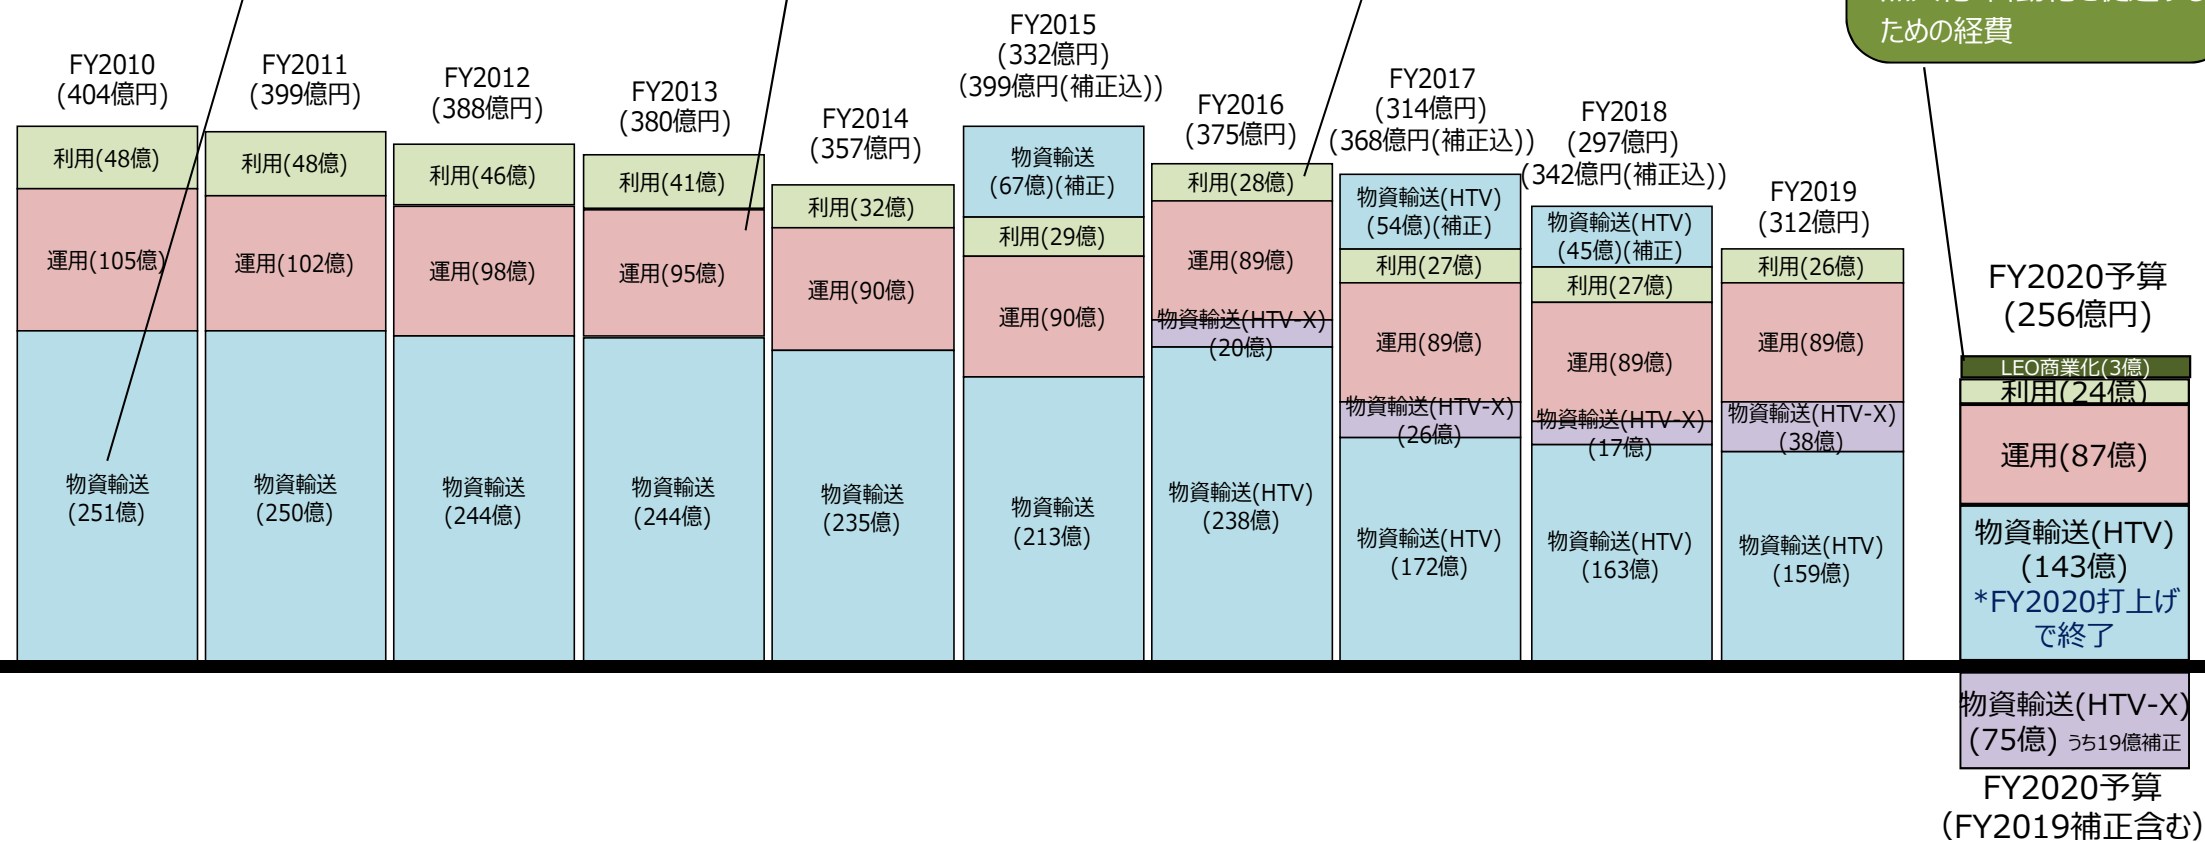 ための経費
FY2010
(404億円)
利用(48億)
運用(105億)
物資輸送
(251億)
FY2011
(399億円)
利用(48億)
運用(102億)
物資輸送
(250億)
FY2012
(388億円)
利用(46億)
運用(98億)
物資輸送
(244億)
FY2013
(380億円)
利用(41億)
運用(95億)
物資輸送
(244億)
FY2014
(357億円)
利用(32億)
運用(90億)
物資輸送
(235億)
FY2015
(332億円)
(399億円(補正込))
物資輸送
(67億)(補正)
利用(29億)
運用(90億)
物資輸送
(213億)
FY2016
(375億円)
利用(28億)
運用(89億)
物資輸送(HTV-X)
(20億)
物資輸送(HTV)
(238億)
FY2017
(314億円)
(368億円(補正込))
物資輸送(HTV)
(54億)(補正)
利用(27億)
運用(89億)
物資輸送(HTV-X)
(26億)
物資輸送(HTV)
(172億)
FY2018
(297億円)
(342億円(補正込))
物資輸送(HTV)
(45億)(補正)
利用(27億)
運用(89億)
物資輸送(HTV-X)
(17億)
物資輸送(HTV)
(163億)
FY2019
(312億円)
利用(26億)
運用(89億)
物資輸送(HTV-X)
(38億)
物資輸送(HTV)
(159億)
FY2020予算
(256億円)
LEO商業化(3億)
利用(24億)
運用(87億)
物資輸送(HTV)
(143億)
*FY2020打上げ
で終了
物資輸送(HTV-X)
(75億) うち19億補正
FY2020予算
（FY2019補正含む）